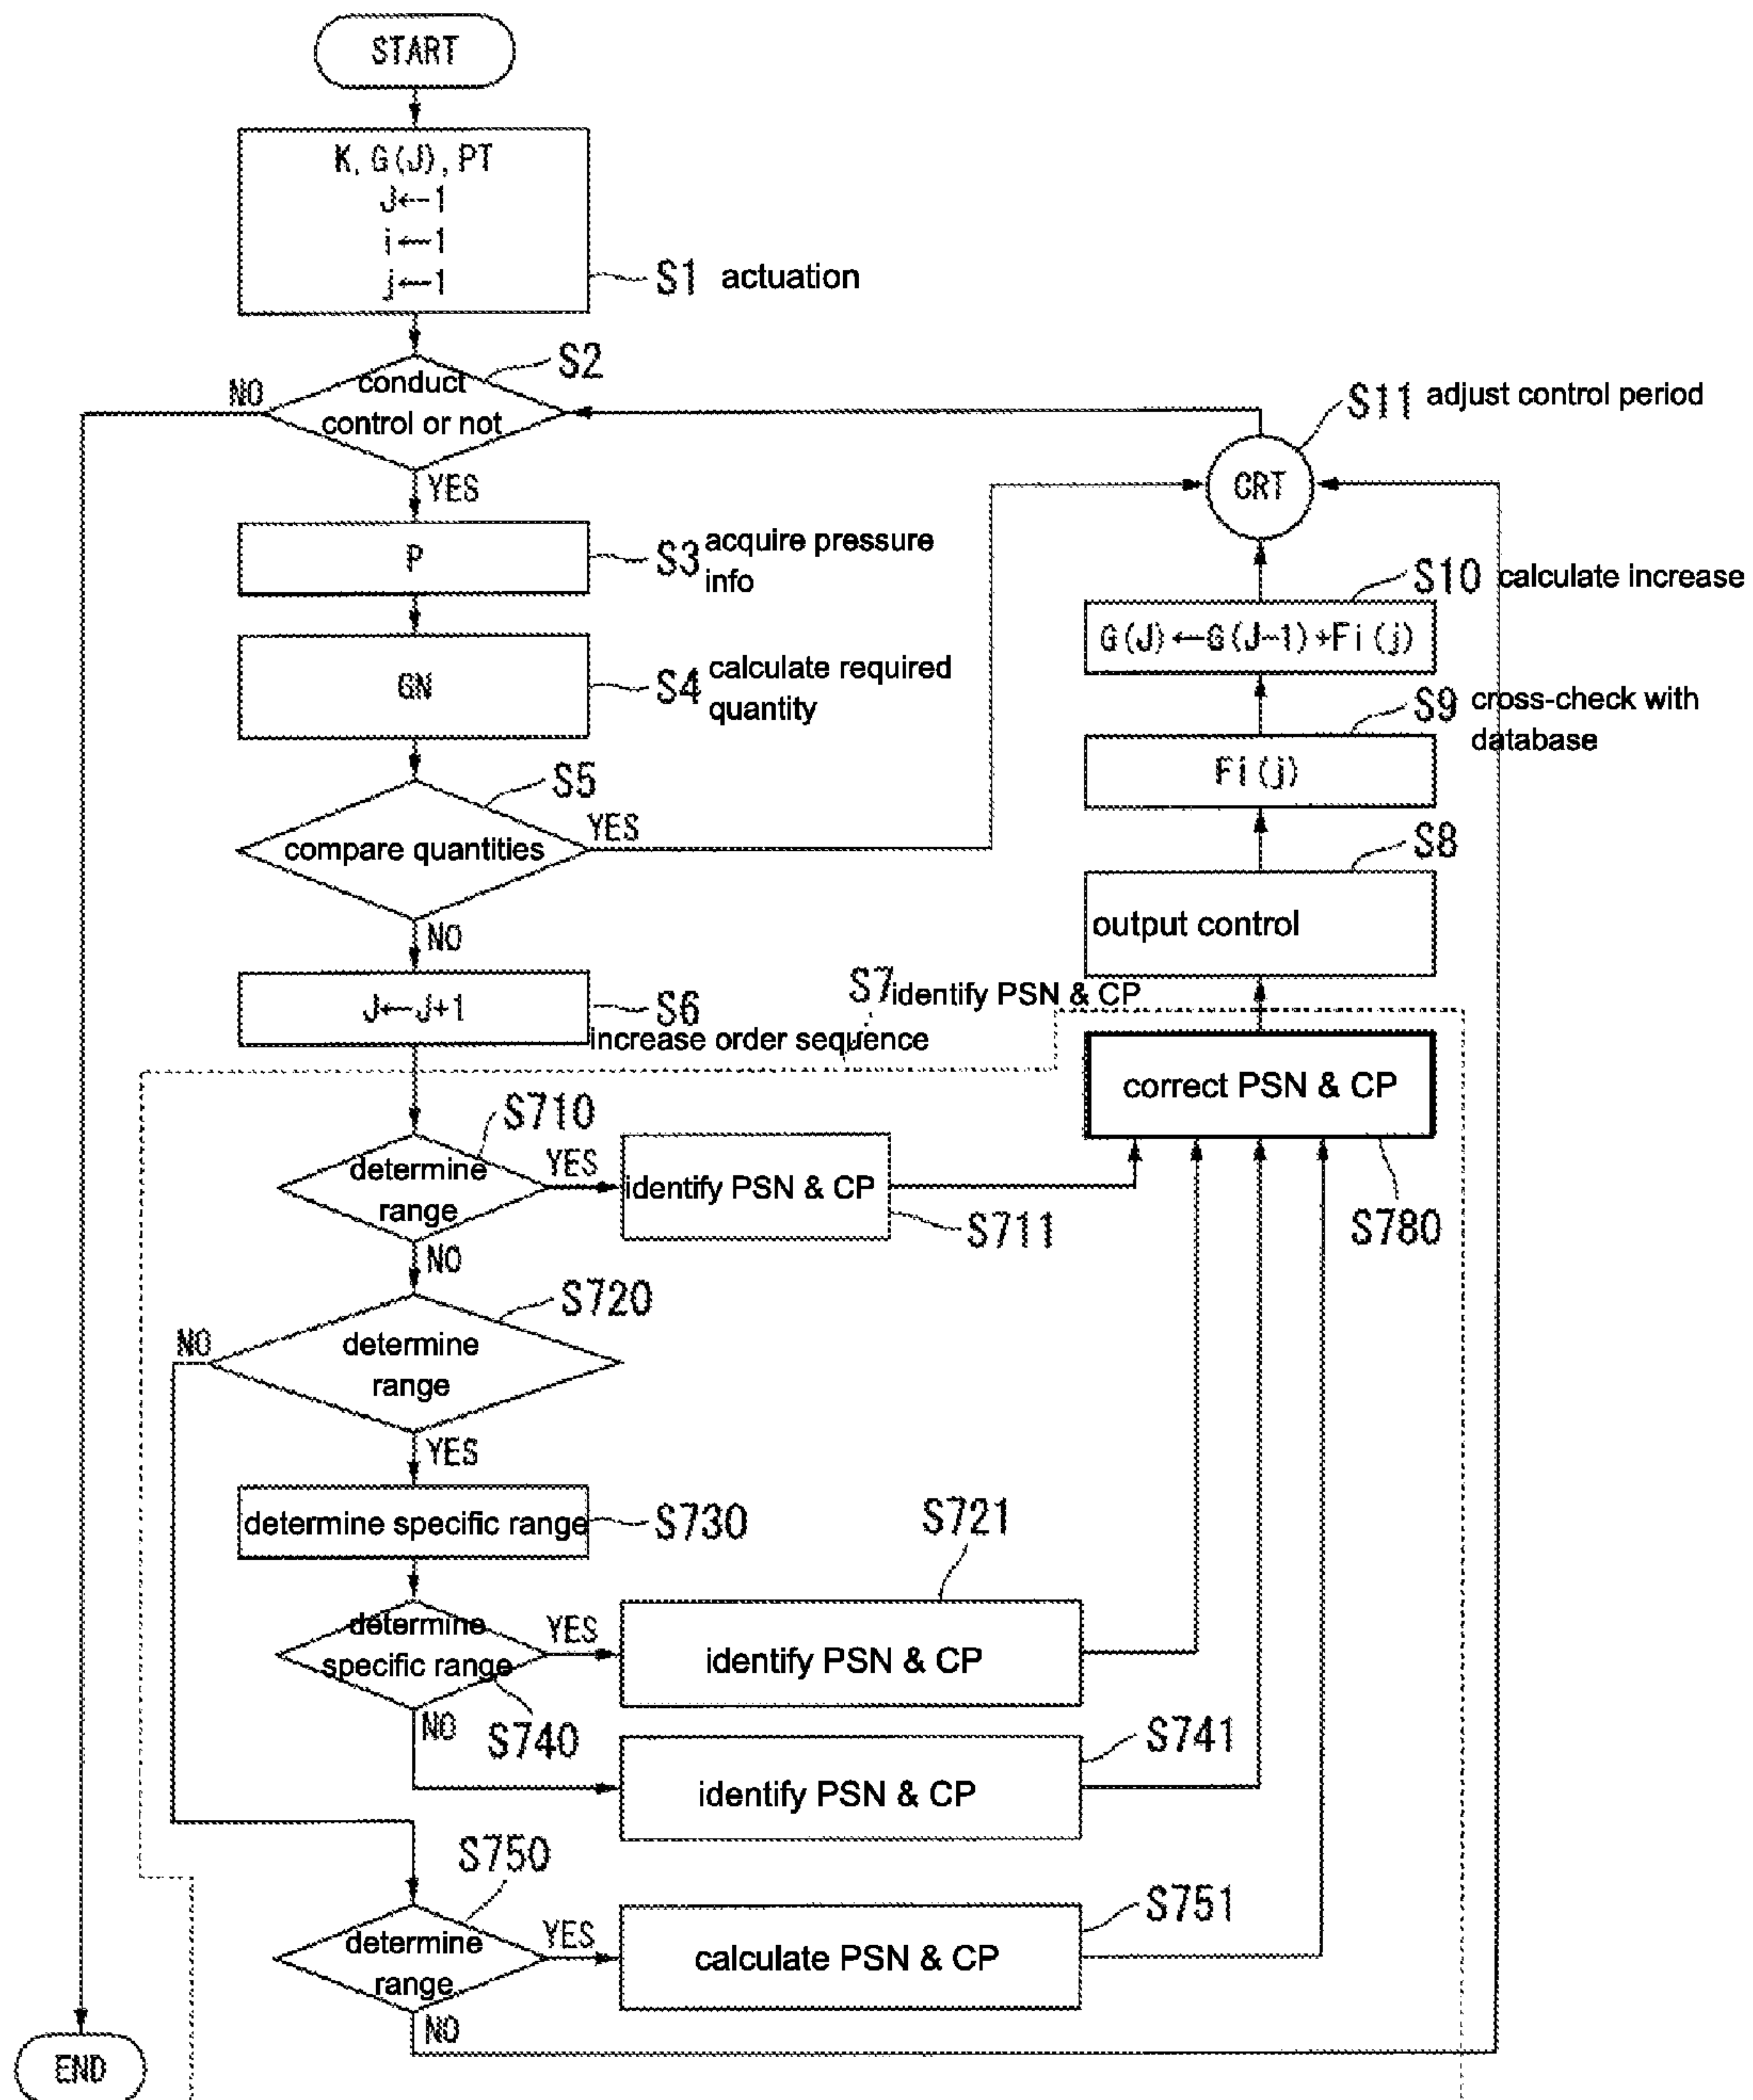 START
K, G(J), PT
J←1
i←1
j←1
S1 actuation
S2
conduct
control or not
NO
YES
S11 adjust control period
CRT
P
S3 acquire pressure
info
GN
S4 calculate required
quantity
S10 calculate increase
G(J)←G(J-1)+Fi(j)
S9 cross-check with
database
Fi(j)
S5
compare quantities
YES
NO
S8
output control
J←J+1
S6
increase order sequence
S7 identify PSN & CP
correct PSN & CP
S780
S710
determine
range
YES
NO
identify PSN & CP
S711
S720
determine
range
NO
YES
determine specific range
S730
S721
determine
specific range
YES
NO
S740
identify PSN & CP
S741
identify PSN & CP
S750
determine
range
YES
NO
S751
calculate PSN & CP
END